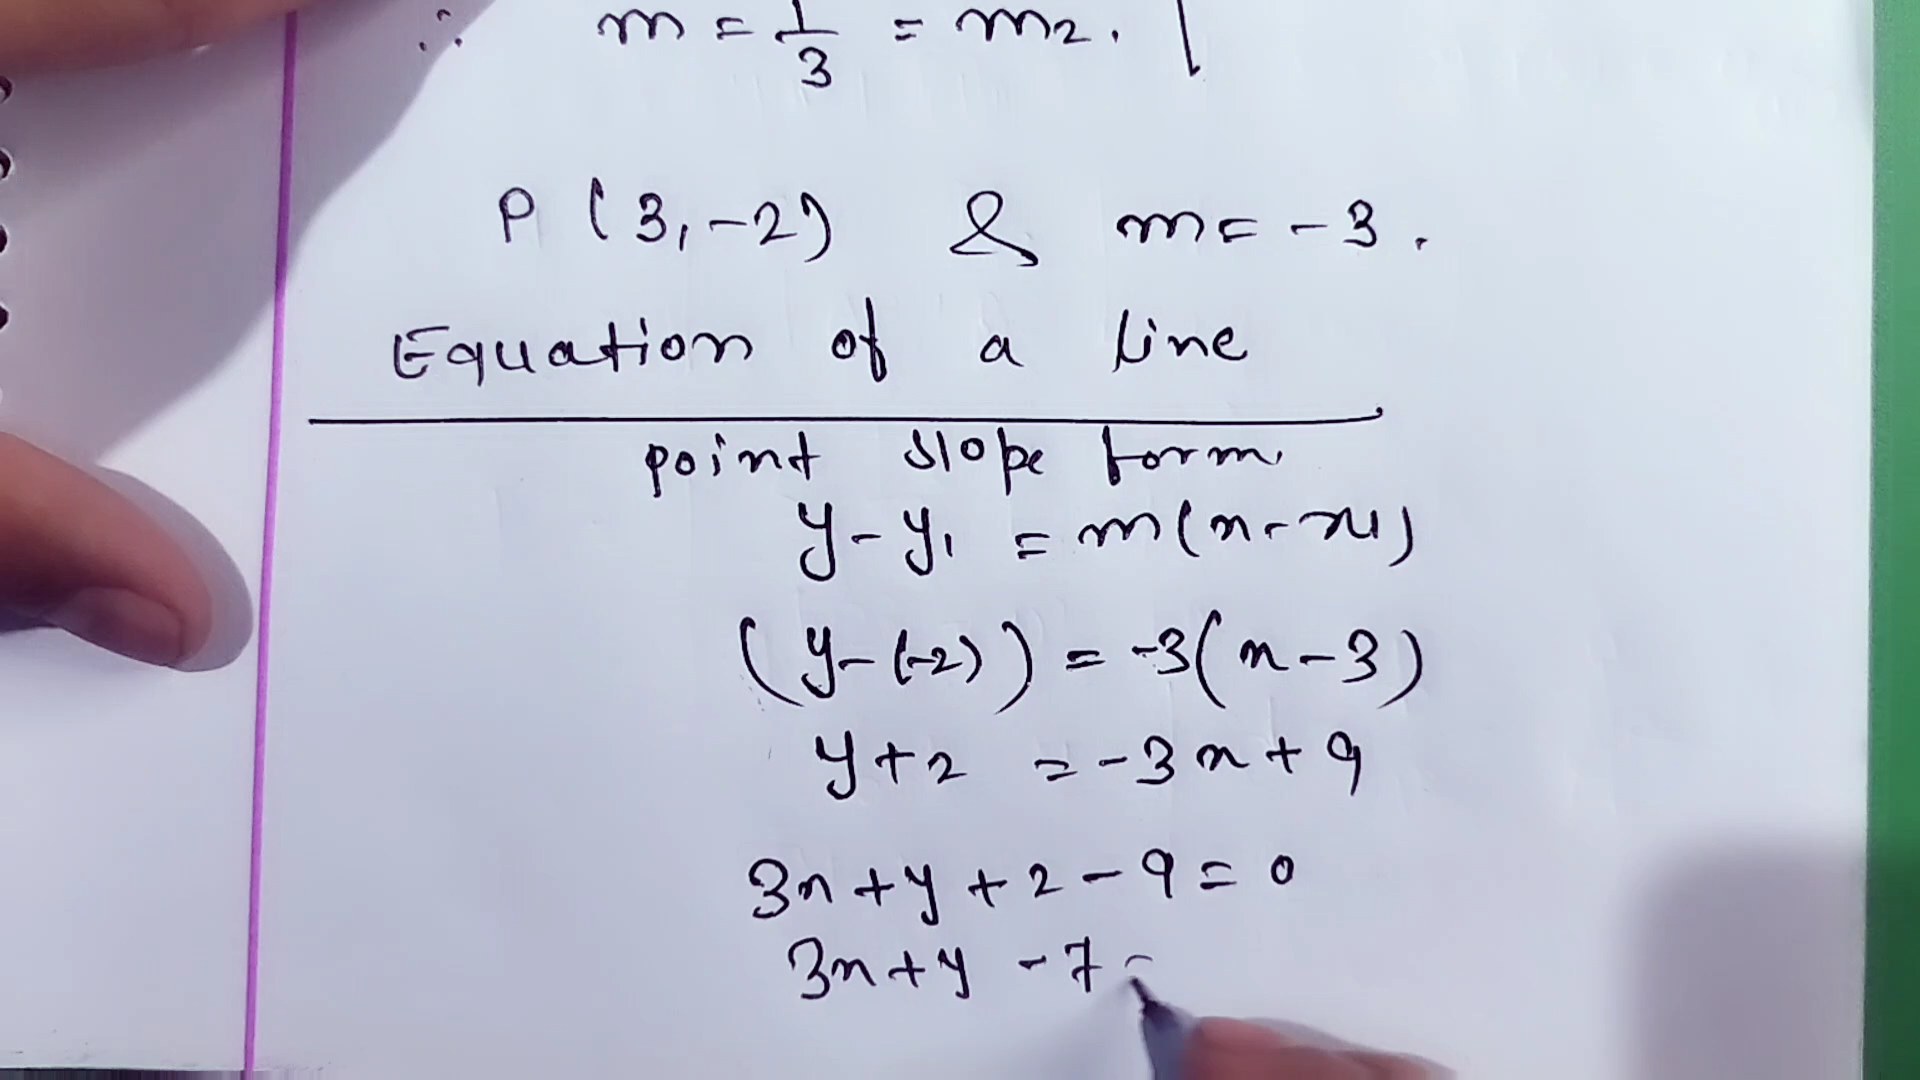 ∴ m = 1/3 = m2.
P (3, -2) & m = -3.
Equation of a line
point slope form
y - y1 = m(x - x1)
(y - (-2)) = -3(x - 3)
y + 2 = -3x + 9
3x + y + 2 - 9 = 0
3x + y - 7 =